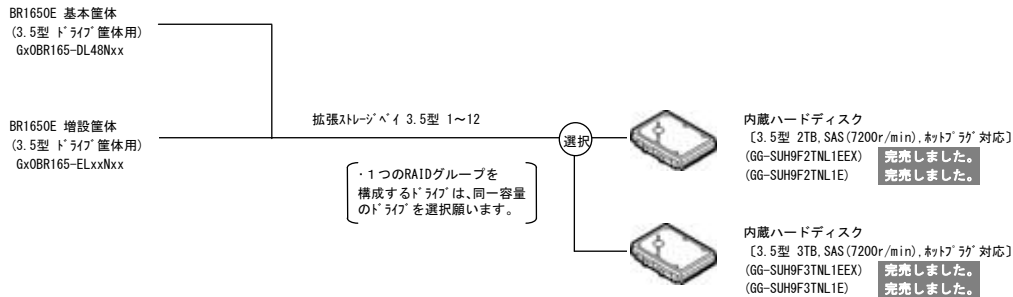 BR1650E 基本筐体
(3.5型 ﾄﾞﾗｲﾌﾞ筐体用)
Gx0BR165-DL48Nxx
BR1650E 増設筐体
(3.5型 ﾄﾞﾗｲﾌﾞ筐体用)
Gx0BR165-ELxxNxx
拡張ｽﾄﾚｰｼﾞﾍﾞｲ 3.5型 1～12
選択
・１つのRAIDグループを
構成するﾄﾞﾗｲﾌﾞは、同一容量
のﾄﾞﾗｲﾌﾞを選択願います。
内蔵ハードディスク
〔3.5型 2TB,SAS(7200r/min),ﾎｯﾄﾌﾟﾗｸﾞ対応〕
(GG-SUH9F2TNL1EEX) 完売しました。
(GG-SUH9F2TNL1E) 完売しました。
内蔵ハードディスク
〔3.5型 3TB,SAS(7200r/min),ﾎｯﾄﾌﾟﾗｸﾞ対応〕
(GG-SUH9F3TNL1EEX) 完売しました。
(GG-SUH9F3TNL1E) 完売しました。